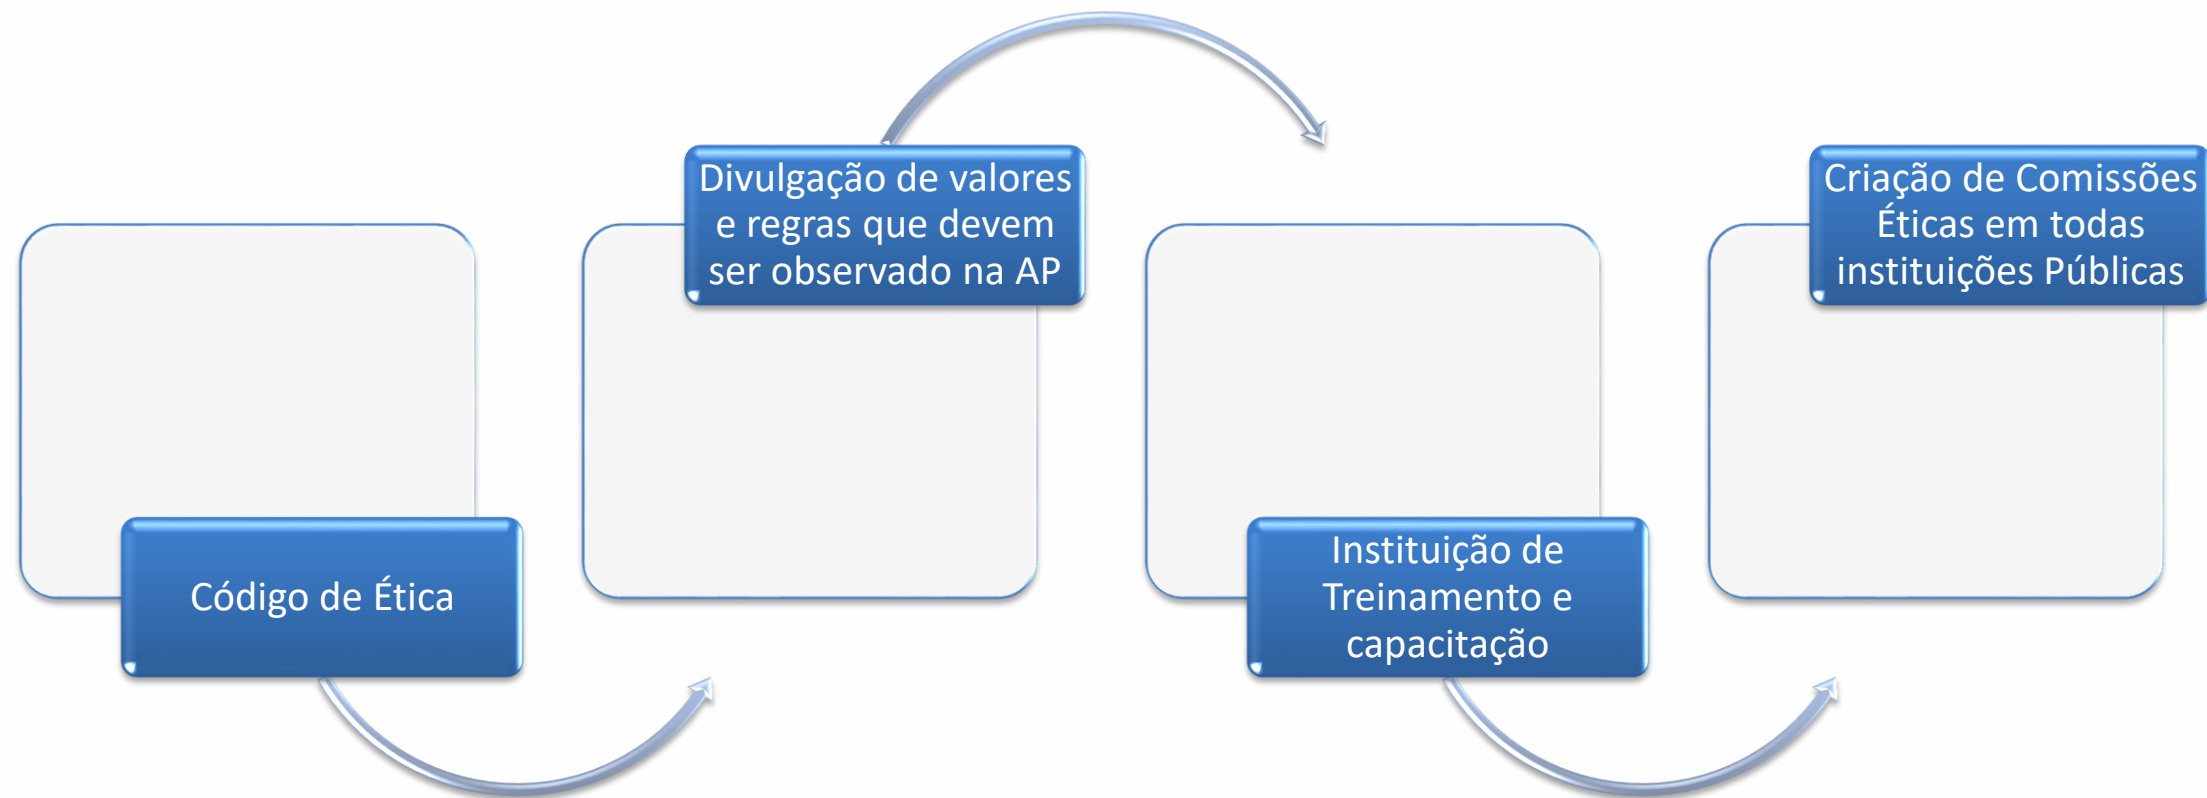 Código de Ética
Divulgação de valores
e regras que devem
ser observado na AP
Instituição de
Treinamento e
capacitação
Criação de Comissões
Éticas em todas
instituições Públicas